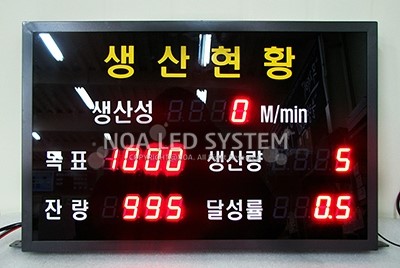 생산현황
생산성 0 M/min
NOA LED SYSTEM
목표 1000 생산량 5
잔량 995 달성률 0.5